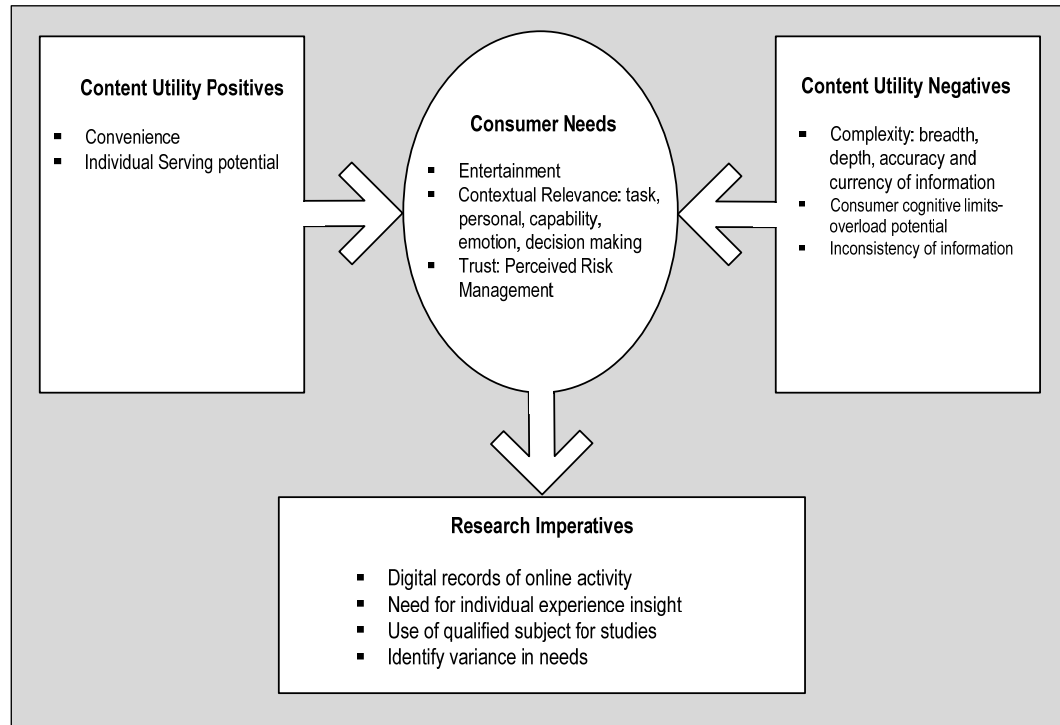 Content Utility Positives
▪ Convenience
▪ Individual Serving potential
Consumer Needs
▪ Entertainment
▪ Contextual Relevance: task,
personal, capability,
emotion, decision making
▪ Trust: Perceived Risk
Management
Content Utility Negatives
▪ Complexity: breadth,
depth, accuracy and
currency of information
▪ Consumer cognitive limits-
overload potential
▪ Inconsistency of information
Research Imperatives
▪ Digital records of online activity
▪ Need for individual experience insight
▪ Use of qualified subject for studies
▪ Identify variance in needs